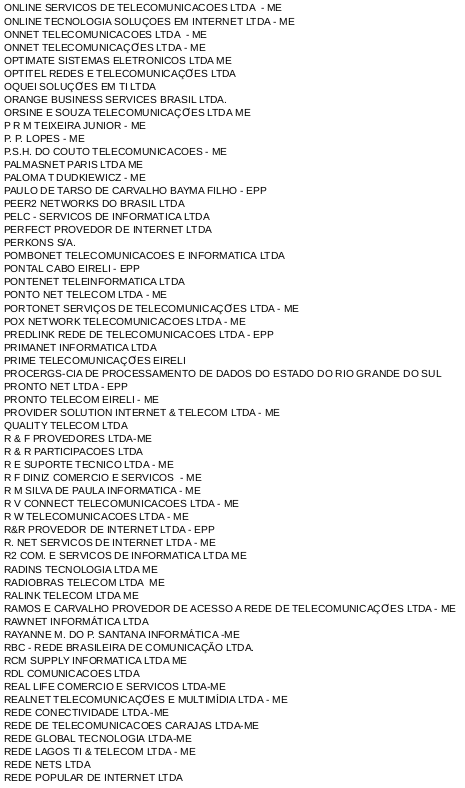 ONLINE SERVICOS DE TELECOMUNICACOES LTDA - ME
ONLINE TECNOLOGIA SOLUÇOES EM INTERNET LTDA - ME
ONNET TELECOMUNICACOES LTDA - ME
ONNET TELECOMUNICAÇÕES LTDA - ME
OPTIMATE SISTEMAS ELETRONICOS LTDA ME
OPTITEL REDES E TELECOMUNICAÇÕES LTDA
OQUEI SOLUÇÕES EM TI LTDA
ORANGE BUSINESS SERVICES BRASIL LTDA.
ORSINE E SOUZA TELECOMUNICAÇÕES LTDA ME
P R M TEIXEIRA JUNIOR - ME
P. P. LOPES - ME
P.S.H. DO COUTO TELECOMUNICACOES - ME
PALMASNET PARIS LTDA ME
PALOMA T DUDKIEWICZ - ME
PAULO DE TARSO DE CARVALHO BAYMA FILHO - EPP
PEER2 NETWORKS DO BRASIL LTDA
PELC - SERVICOS DE INFORMATICA LTDA
PERFECT PROVEDOR DE INTERNET LTDA
PERKONS S/A.
POMBONET TELECOMUNICACOES E INFORMATICA LTDA
PONTAL CABO EIRELI - EPP
PONTENET TELEINFORMATICA LTDA
PONTO NET TELECOM LTDA - ME
PORTONET SERVIÇOS DE TELECOMUNICAÇÕES LTDA - ME
POX NETWORK TELECOMUNICACOES LTDA - ME
PREDLINK REDE DE TELECOMUNICACOES LTDA - EPP
PRIMANET INFORMATICA LTDA
PRIME TELECOMUNICAÇÕES EIRELI
PROCERGS-CIA DE PROCESSAMENTO DE DADOS DO ESTADO DO RIO GRANDE DO SUL
PRONTO NET LTDA - EPP
PRONTO TELECOM EIRELI - ME
PROVIDER SOLUTION INTERNET & TELECOM LTDA - ME
QUALITY TELECOM LTDA
R & F PROVEDORES LTDA-ME
R & R PARTICIPACOES LTDA
R E SUPORTE TECNICO LTDA - ME
R F DINIZ COMERCIO E SERVICOS - ME
R M SILVA DE PAULA INFORMATICA - ME
R V CONNECT TELECOMUNICACOES LTDA - ME
R W TELECOMUNICACOES LTDA - ME
R&R PROVEDOR DE INTERNET LTDA - EPP
R. NET SERVICOS DE INTERNET LTDA - ME
R2 COM. E SERVICOS DE INFORMATICA LTDA ME
RADINS TECNOLOGIA LTDA ME
RADIOBRAS TELECOM LTDA ME
RALINK TELECOM LTDA ME
RAMOS E CARVALHO PROVEDOR DE ACESSO A REDE DE TELECOMUNICAÇÕES LTDA - ME
RAWNET INFORMÁTICA LTDA
RAYANNE M. DO P. SANTANA INFORMÁTICA -ME
RBC - REDE BRASILEIRA DE COMUNICAÇÃO LTDA.
RCM SUPPLY INFORMATICA LTDA ME
RDL COMUNICACOES LTDA
REAL LIFE COMERCIO E SERVICOS LTDA-ME
REALNET TELECOMUNICAÇÕES E MULTIMÍDIA LTDA - ME
REDE CONECTIVIDADE LTDA.-ME
REDE DE TELECOMUNICACOES CARAJAS LTDA-ME
REDE GLOBAL TECNOLOGIA LTDA-ME
REDE LAGOS TI & TELECOM LTDA - ME
REDE NETS LTDA
REDE POPULAR DE INTERNET LTDA